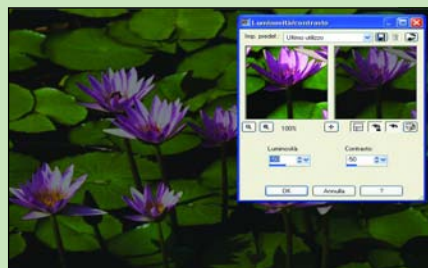 Luminosità/contrasto
Imp. predef.: Ultimo utilizzo
100%
Luminosità Contrasto
50
OK Annulla ?